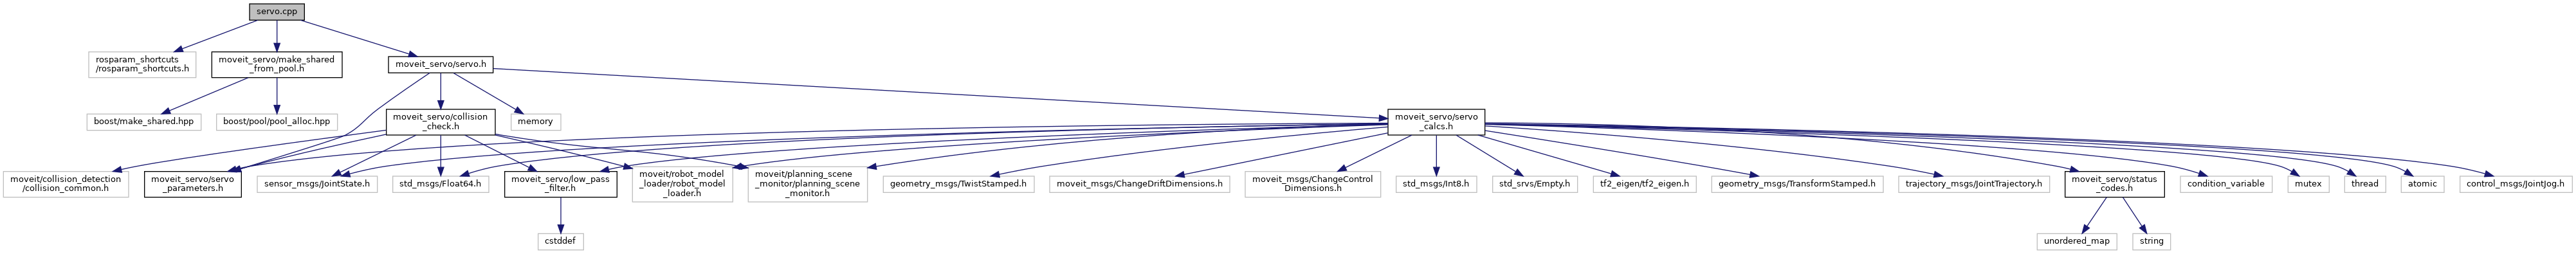 servo.cpp
rosparam_shortcuts
/rosparam_shortcuts.h
moveit_servo/make_shared
_from_pool.h
moveit_servo/servo.h
boost/make_shared.hpp
boost/pool/pool_alloc.hpp
moveit_servo/collision
_check.h
memory
moveit_servo/servo
_calcs.h
moveit/collision_detection
/collision_common.h
moveit_servo/servo
_parameters.h
sensor_msgs/JointState.h
std_msgs/Float64.h
moveit_servo/low_pass
_filter.h
moveit/robot_model
_loader/robot_model
_loader.h
moveit/planning_scene
_monitor/planning_scene
_monitor.h
geometry_msgs/TwistStamped.h
moveit_msgs/ChangeDriftDimensions.h
moveit_msgs/ChangeControl
Dimensions.h
std_msgs/Int8.h
std_srvs/Empty.h
tf2_eigen/tf2_eigen.h
geometry_msgs/TransformStamped.h
trajectory_msgs/JointTrajectory.h
moveit_servo/status
_codes.h
condition_variable
mutex
thread
atomic
control_msgs/JointJog.h
cstddef
unordered_map
string